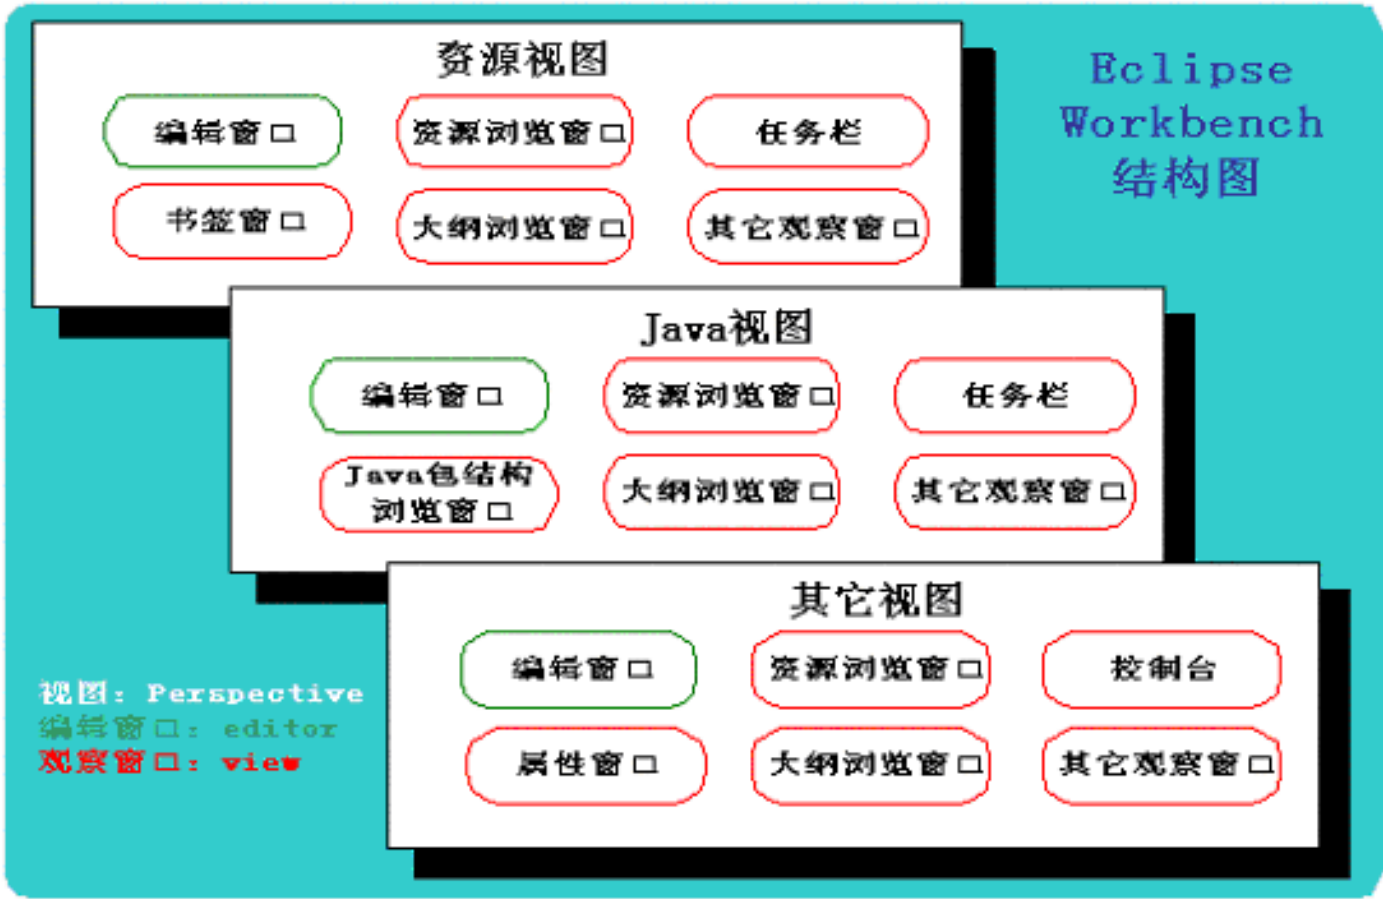 Eclipse
Workbench
结构图
资源视图
编辑窗口
资源浏览窗口
任务栏
书签窗口
大纲浏览窗口
其它观察窗口
Java视图
编辑窗口
资源浏览窗口
任务栏
Java包结构
浏览窗口
大纲浏览窗口
其它观察窗口
其它视图
编辑窗口
资源浏览窗口
控制台
属性窗口
大纲浏览窗口
其它观察窗口
视图：Perspective
编辑窗口：editor
观察窗口：view